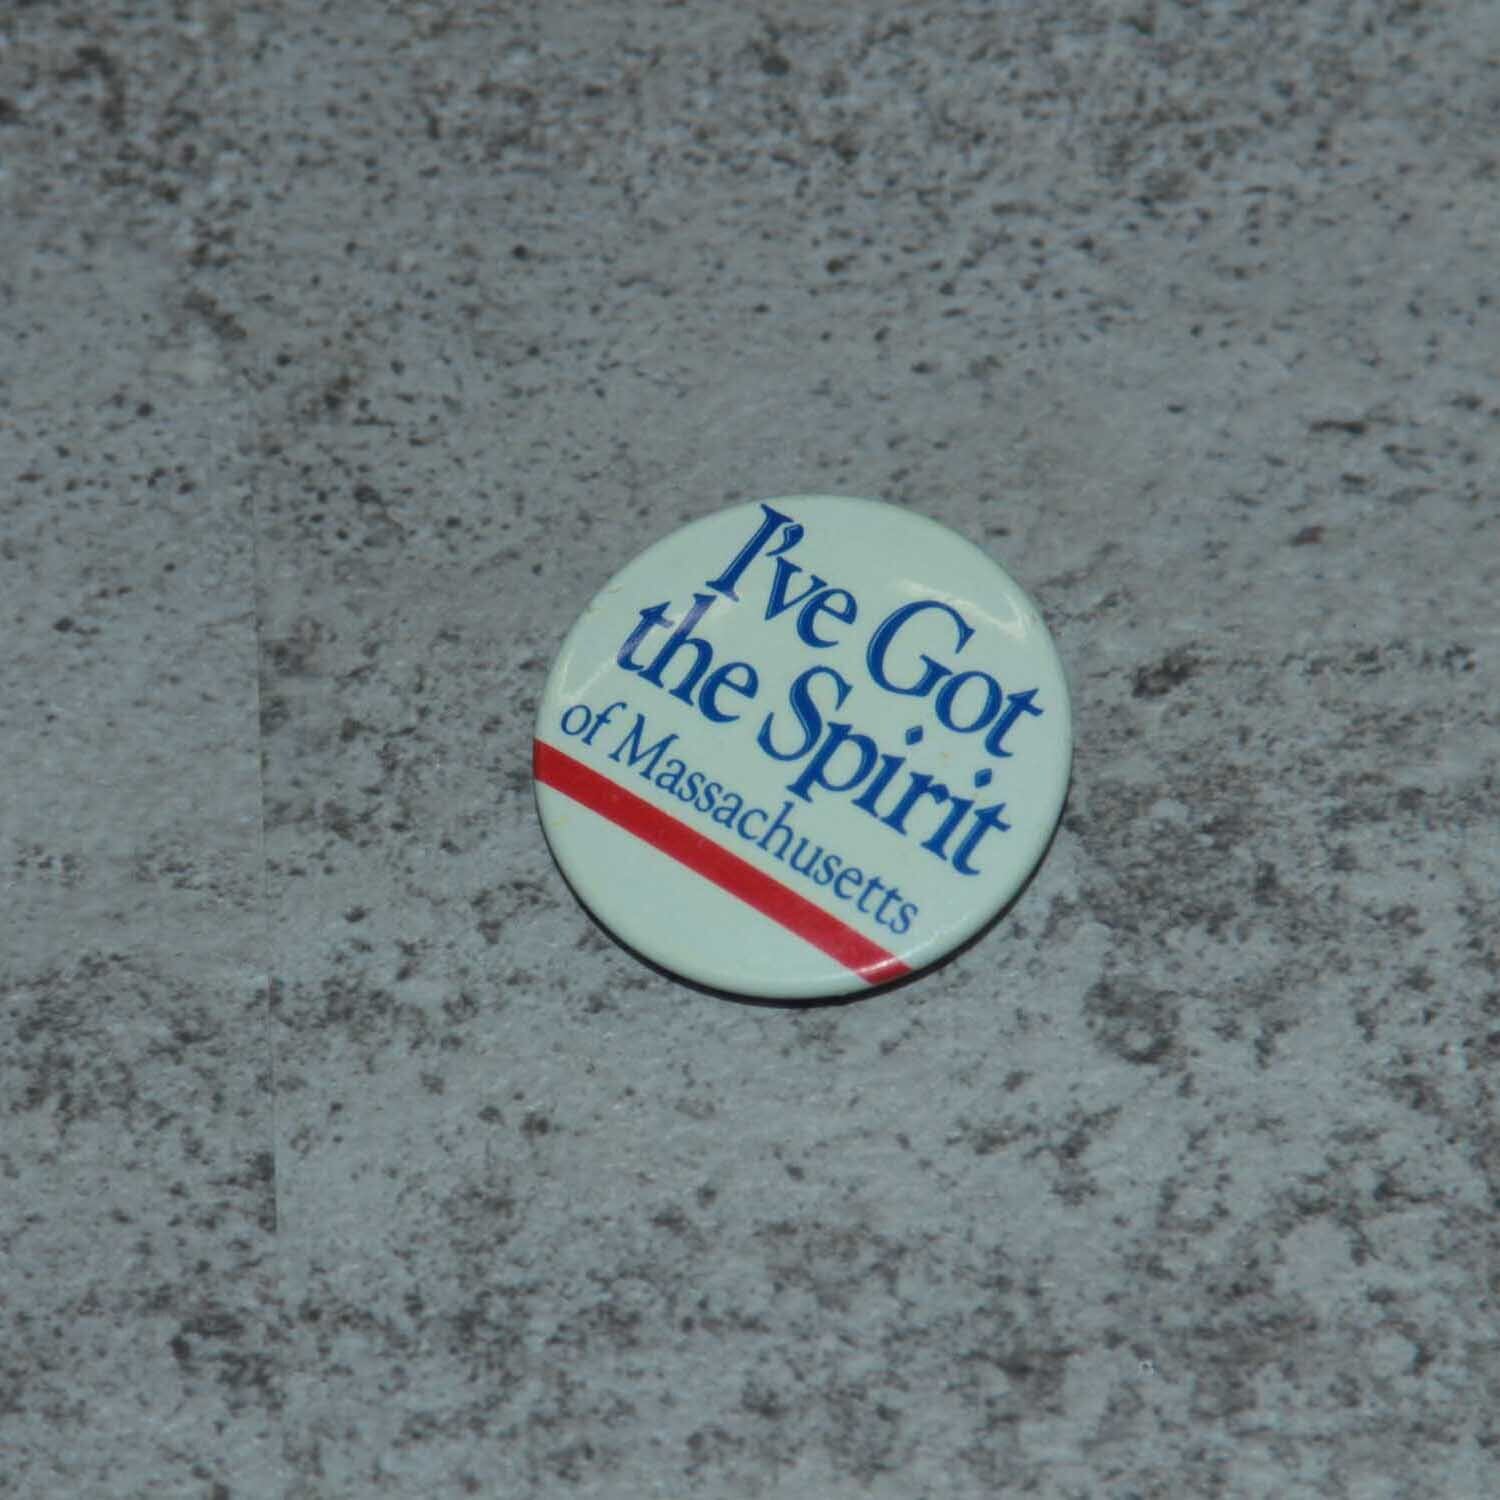 I've Got
the Spirit
of Massachusetts